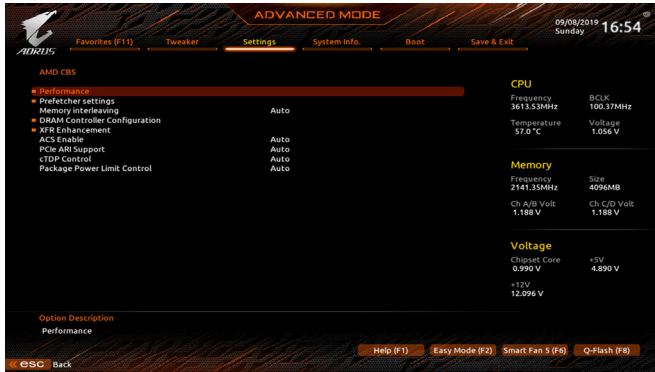 ADVANCED MODE
09/08/2019 Sunday 16:54
AORUS
Favorites (F11) Tweaker Settings System Info. Boot Save & Exit
AMD CBS
Performance
Prefetcher settings
Memory interleaving Auto
DRAM Controller Configuration
XFR Enhancement
ACS Enable Auto
PCIe ARI Support Auto
cTDP Control Auto
Package Power Limit Control Auto
CPU
Frequency BCLK
3613.53MHz 100.37MHz
Temperature Voltage
57.0 °C 1.056 V
Memory
Frequency Size
2141.35MHz 4096MB
Ch A/B Volt Ch C/D Volt
1.188 V 1.188 V
Voltage
Chipset Core +5V
0.990 V 4.890 V
+12V
12.096 V
Option Description
Performance
Help (F1) Easy Mode (F2) Smart Fan 5 (F6) Q-Flash (F8)
esc Back